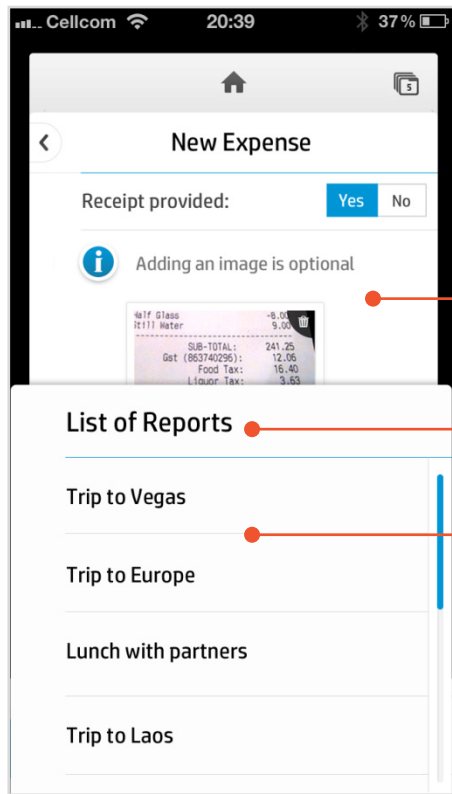 Cellcom 20:39 37%
5
New Expense
Receipt provided: Yes No
i Adding an image is optional
Half Glass -8.00
Still Water 9.00
SUB-TOTAL: 241.25
Gst (863740296): 12.06
Food Tax: 16.40
Liquor Tax: 3.63
List of Reports
Trip to Vegas
Trip to Europe
Lunch with partners
Trip to Laos